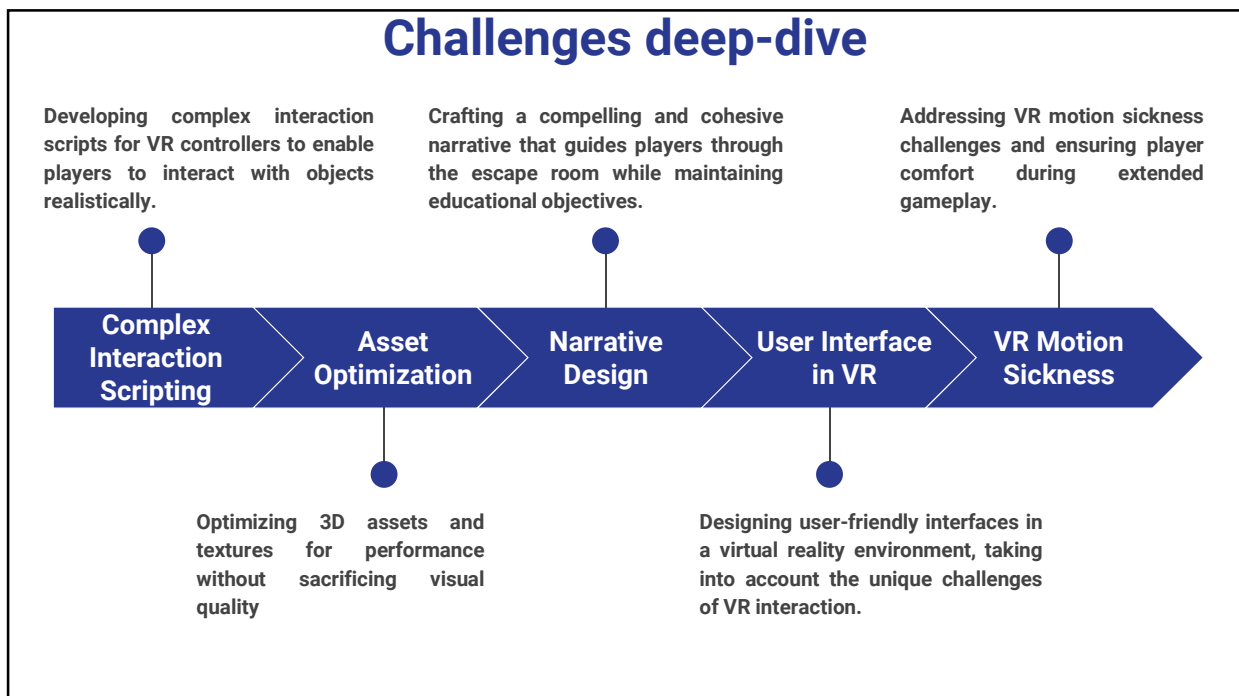 Challenges deep-dive
Developing complex interaction
scripts for VR controllers to enable
players to interact with objects
realistically.
Crafting a compelling and cohesive
narrative that guides players through
the escape room while maintaining
educational objectives.
Addressing VR motion sickness
challenges and ensuring player
comfort during extended
gameplay.
Complex
Interaction
Scripting
Asset
Optimization
Narrative
Design
User Interface
in VR
VR Motion
Sickness
Optimizing 3D assets and
textures for performance
without sacrificing visual
quality
Designing user-friendly interfaces in
a virtual reality environment, taking
into account the unique challenges
of VR interaction.